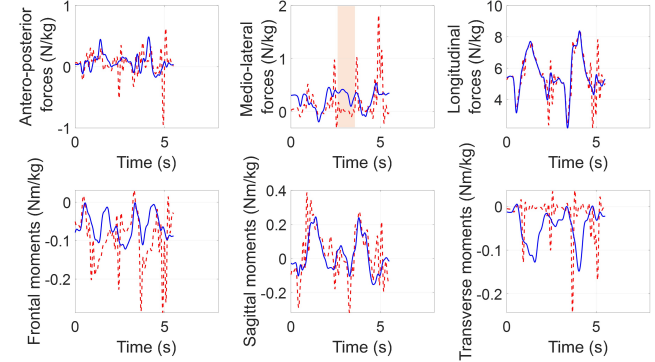 Antero-posterior
forces (N/kg)
1
0
-1
0
5
Time (s)
Medio-lateral
forces (N/kg)
2
1
0
0
5
Time (s)
Longitudinal
forces (N/kg)
10
8
6
4
0
5
Time (s)
Frontal moments (Nm/kg)
0
-0.1
-0.2
0
5
Time (s)
Sagittal moments (Nm/kg)
0.4
0.2
0
-0.2
0
5
Time (s)
Transverse moments (Nm/kg)
0
-0.1
-0.2
0
5
Time (s)